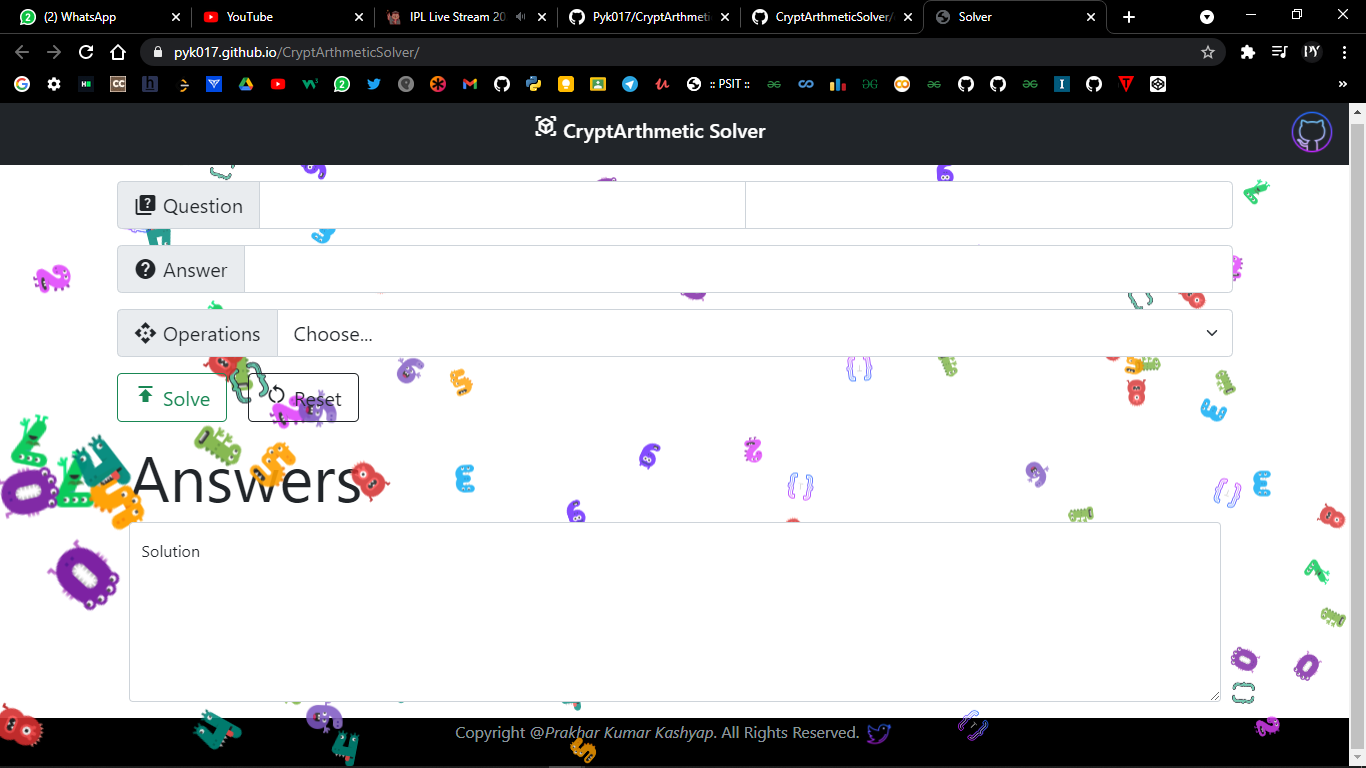 (2) WhatsApp
YouTube
IPL Live Stream 20
Pyk017/CryptArthmetic
CryptArthmeticSolver/
Solver
pyk017.github.io/CryptArthmeticSolver/
:: PSIT ::
CryptArthmetic Solver
Question
Answer
Operations
Choose...
Solve
Reset
Answers
Solution
Copyright @Prakhar Kumar Kashyap. All Rights Reserved.